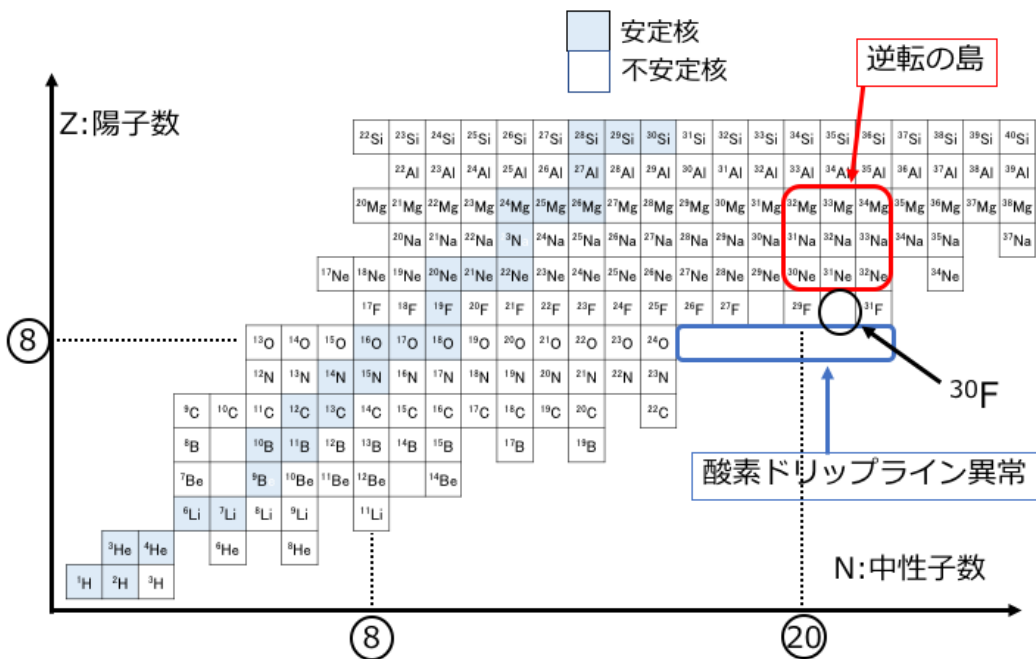 安定核
不安定核
逆転の島
Z:陽子数
²²Si ²³Si ²⁴Si ²⁵Si ²⁶Si ²⁷Si ²⁸Si ²⁹Si ³⁰Si ³¹Si ³²Si ³³Si ³⁴Si ³⁵Si ³⁶Si ³⁷Si ³⁸Si ³⁹Si ⁴⁰Si
²²Al ²³Al ²⁴Al ²⁵Al ²⁶Al ²⁷Al ²⁸Al ²⁹Al ³⁰Al ³¹Al ³²Al ³³Al ³⁴Al ³⁵Al ³⁶Al ³⁷Al ³⁸Al ³⁹Al
²⁰Mg ²¹Mg ²²Mg ²³Mg ²⁴Mg ²⁵Mg ²⁶Mg ²⁷Mg ²⁸Mg ²⁹Mg ³⁰Mg ³¹Mg ³²Mg ³³Mg ³⁴Mg ³⁵Mg ³⁶Mg ³⁷Mg ³⁸Mg
²⁰Na ²¹Na ²²Na ³N ²⁴Na ²⁵Na ²⁶Na ²⁷Na ²⁸Na ²⁹Na ³⁰Na ³¹Na ³²Na ³³Na ³⁴Na ³⁵Na ³⁷Na
¹⁷Ne ¹⁸Ne ¹⁹Ne ²⁰Ne ²¹Ne ²²Ne ²³Ne ²⁴Ne ²⁵Ne ²⁶Ne ²⁷Ne ²⁸Ne ²⁹Ne ³⁰Ne ³¹Ne ³²Ne ³⁴Ne
¹⁷F ¹⁸F ¹⁹F ²⁰F ²¹F ²²F ²³F ²⁴F ²⁵F ²⁶F ²⁷F ²⁹F ³¹F
8 ¹³O ¹⁴O ¹⁵O ¹⁶O ¹⁷O ¹⁸O ¹⁹O ²⁰O ²¹O ²²O ²³O ²⁴O
¹²N ¹³N ¹⁴N ¹⁵N ¹⁶N ¹⁷N ¹⁸N ¹⁹N ²⁰N ²¹N ²²N ²³N
³⁰F
⁹C ¹⁰C ¹¹C ¹²C ¹³C ¹⁴C ¹⁵C ¹⁶C ¹⁷C ¹⁸C ¹⁹C ²⁰C ²²C
⁸B ¹⁰B ¹¹B ¹²B ¹³B ¹⁴B ¹⁵B ¹⁷B ¹⁹B
酸素ドリップライン異常
⁷Be ⁹B ¹⁰Be ¹¹Be ¹²Be ¹⁴Be
⁶Li ⁷Li ⁸Li ⁹Li ¹¹Li
³He ⁴He ⁶He ⁸He
¹H ²H ³H
N:中性子数
8
20